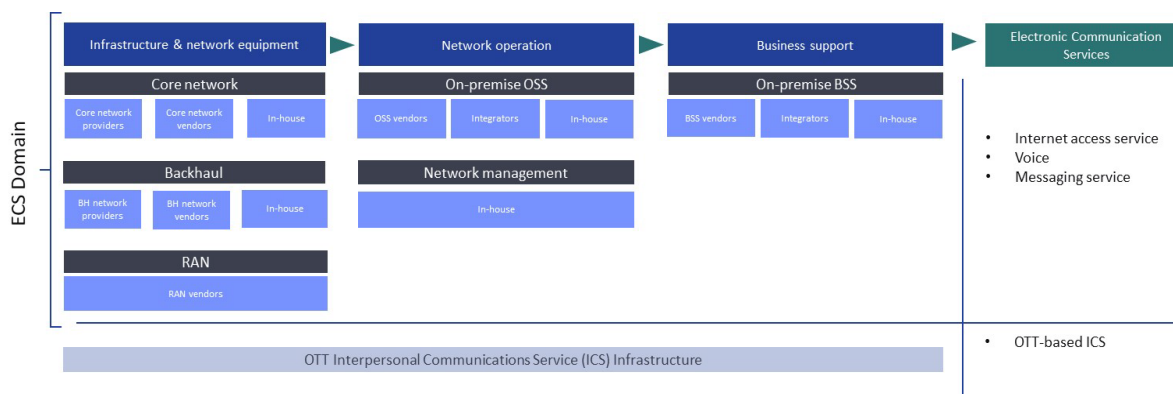 ECS Domain
Infrastructure & network equipment
Network operation
Business support
Electronic Communication
Services
Core network
On-premise OSS
On-premise BSS
Core network
providers
Core network
vendors
In-house
OSS vendors
Integrators
In-house
BSS vendors
Integrators
In-house
Backhaul
Network management
BH network
providers
BH network
vendors
In-house
In-house
RAN
RAN vendors
• Internet access service
• Voice
• Messaging service
OTT Interpersonal Communications Service (ICS) Infrastructure
• OTT-based ICS